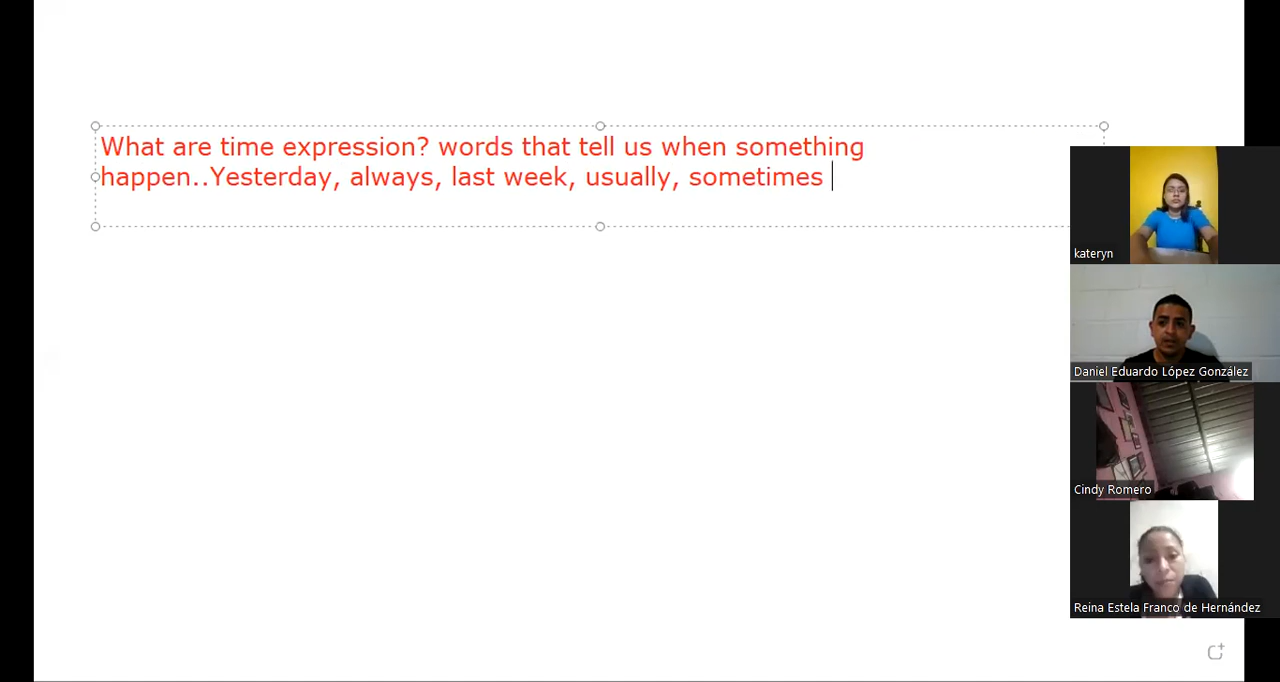 What are time expression? words that tell us when something
happen..Yesterday, always, last week, usually, sometimes
kateryn
Daniel Eduardo López González
Cindy Romero
Reina Estela Franco de Hernández